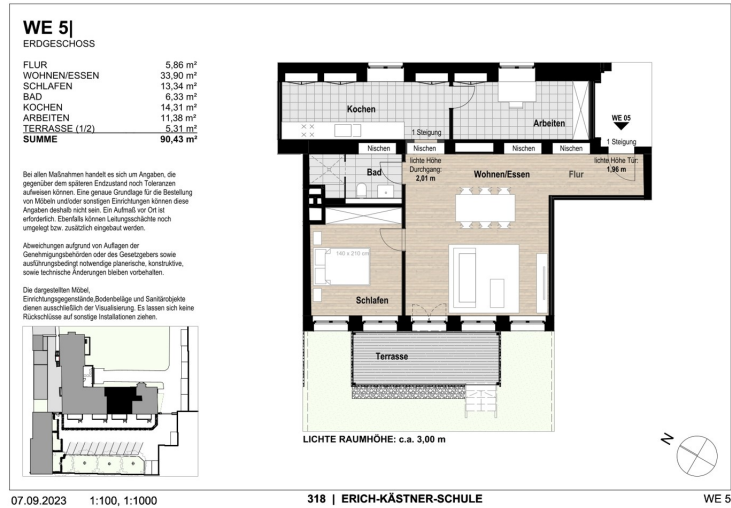 WE 5|
ERDGESCHOSS
FLUR 5,86 m²
WOHNEN/ESSEN 33,90 m²
SCHLAFEN 13,34 m²
BAD 6,33 m²
KOCHEN 14,31 m²
ARBEITEN 11,38 m²
TERRASSE (1/2) 5,31 m²
SUMME 90,43 m²
Bei allen Maßnahmen handelt es sich um Angaben, die
gegenüber dem späteren Endzustand noch Toleranzen
aufweisen können. Eine genaue Grundlage für die Bestellung
von Möbeln und/oder sonstigen Einrichtungen können diese
Angaben deshalb nicht sein. Ein Aufmaß vor Ort ist
erforderlich. Ebenfalls können Leitungsschächte noch
umgelegt bzw. zusätzlich eingebaut werden.
Abweichungen aufgrund von Auflagen der
Genehmigungsbehörden oder des Gesetzgebers sowie
ausführungsbedingt notwendige planerische, konstruktive,
sowie technische Änderungen bleiben vorbehalten.
Die dargestellten Möbel,
Einrichtungsgegenstände,Bodenbeläge und Sanitärobjekte
dienen ausschließlich der Visualisierung. Es lassen sich keine
Rückschlüsse auf sonstige Installationen ziehen.
Kochen
Arbeiten
WE 05
1 Steigung
1 Steigung
Nischen
Nischen
Nischen
Nischen
lichte Höhe
Durchgang:
2,01 m
lichte Höhe Tür:
1,96 m
Bad
Wohnen/Essen
Flur
140 x 210 cm
Schlafen
Terrasse
LICHTE RAUMHÖHE: c.a. 3,00 m
N
07.09.2023 1:100, 1:1000
318 | ERICH-KÄSTNER-SCHULE
WE 5